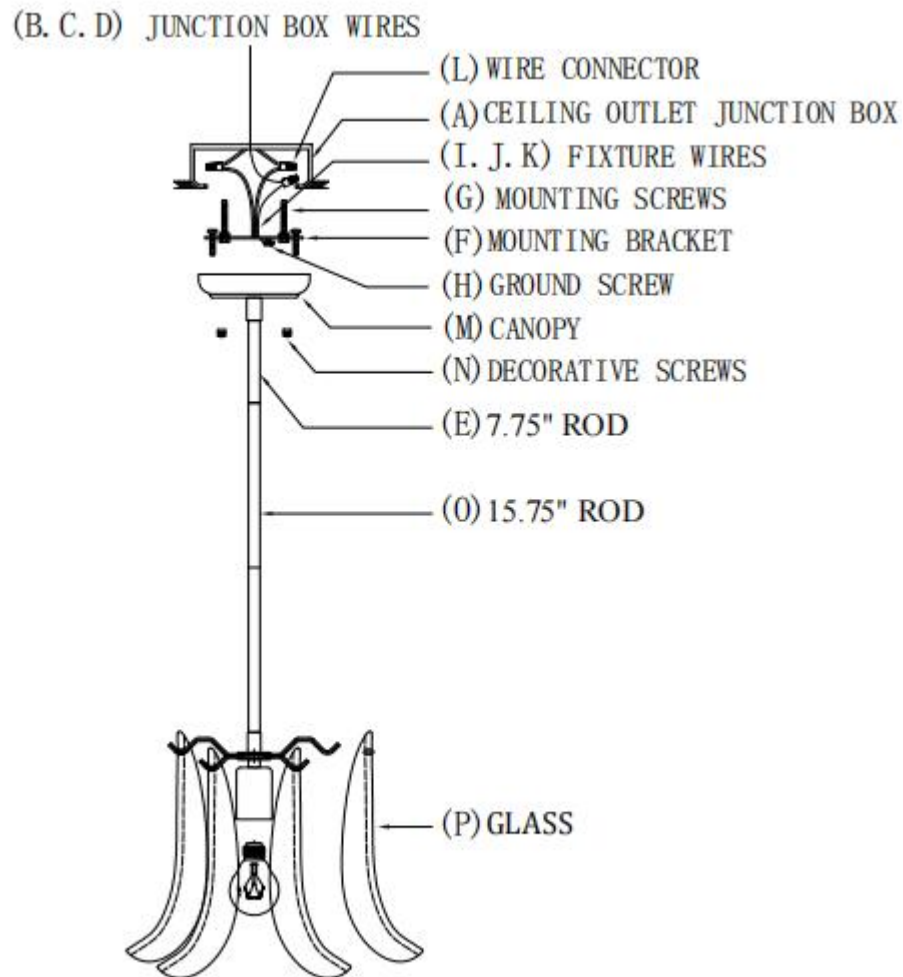 (B.C.D) JUNCTION BOX WIRES
(L) WIRE CONNECTOR
(A) CEILING OUTLET JUNCTION BOX
(I.J.K) FIXTURE WIRES
(G) MOUNTING SCREWS
(F) MOUNTING BRACKET
(H) GROUND SCREW
(M) CANOPY
(N) DECORATIVE SCREWS
(E) 7.75" ROD
(O) 15.75" ROD
(P) GLASS